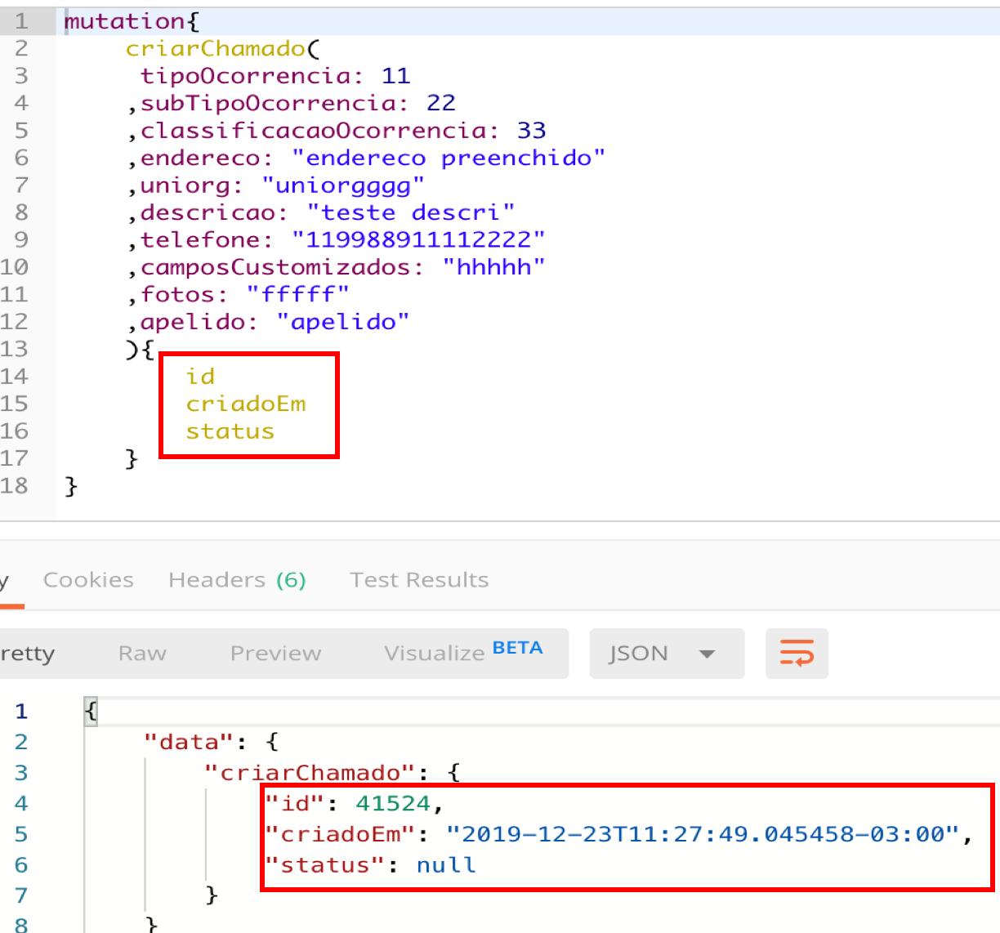 1 mutation{
2 criarChamado(
3 tipoOcorrencia: 11
4 ,subTipoOcorrencia: 22
5 ,classificacaoOcorrencia: 33
6 ,endereco: "endereco preenchido"
7 ,uniorg: "uniorgggg"
8 ,descricao: "teste descri"
9 ,telefone: "119988911112222"
10 ,camposCustomizados: "hhhhh"
11 ,fotos: "fffff"
12 ,apelido: "apelido"
13 ){
14 id
15 criadoEm
16 status
17 }
18 }
y Cookies Headers (6) Test Results
retty Raw Preview Visualize BETA JSON
1 {
2 "data": {
3 "criarChamado": {
4 "id": 41524,
5 "criadoEm": "2019-12-23T11:27:49.045458-03:00",
6 "status": null
7 }
8 }